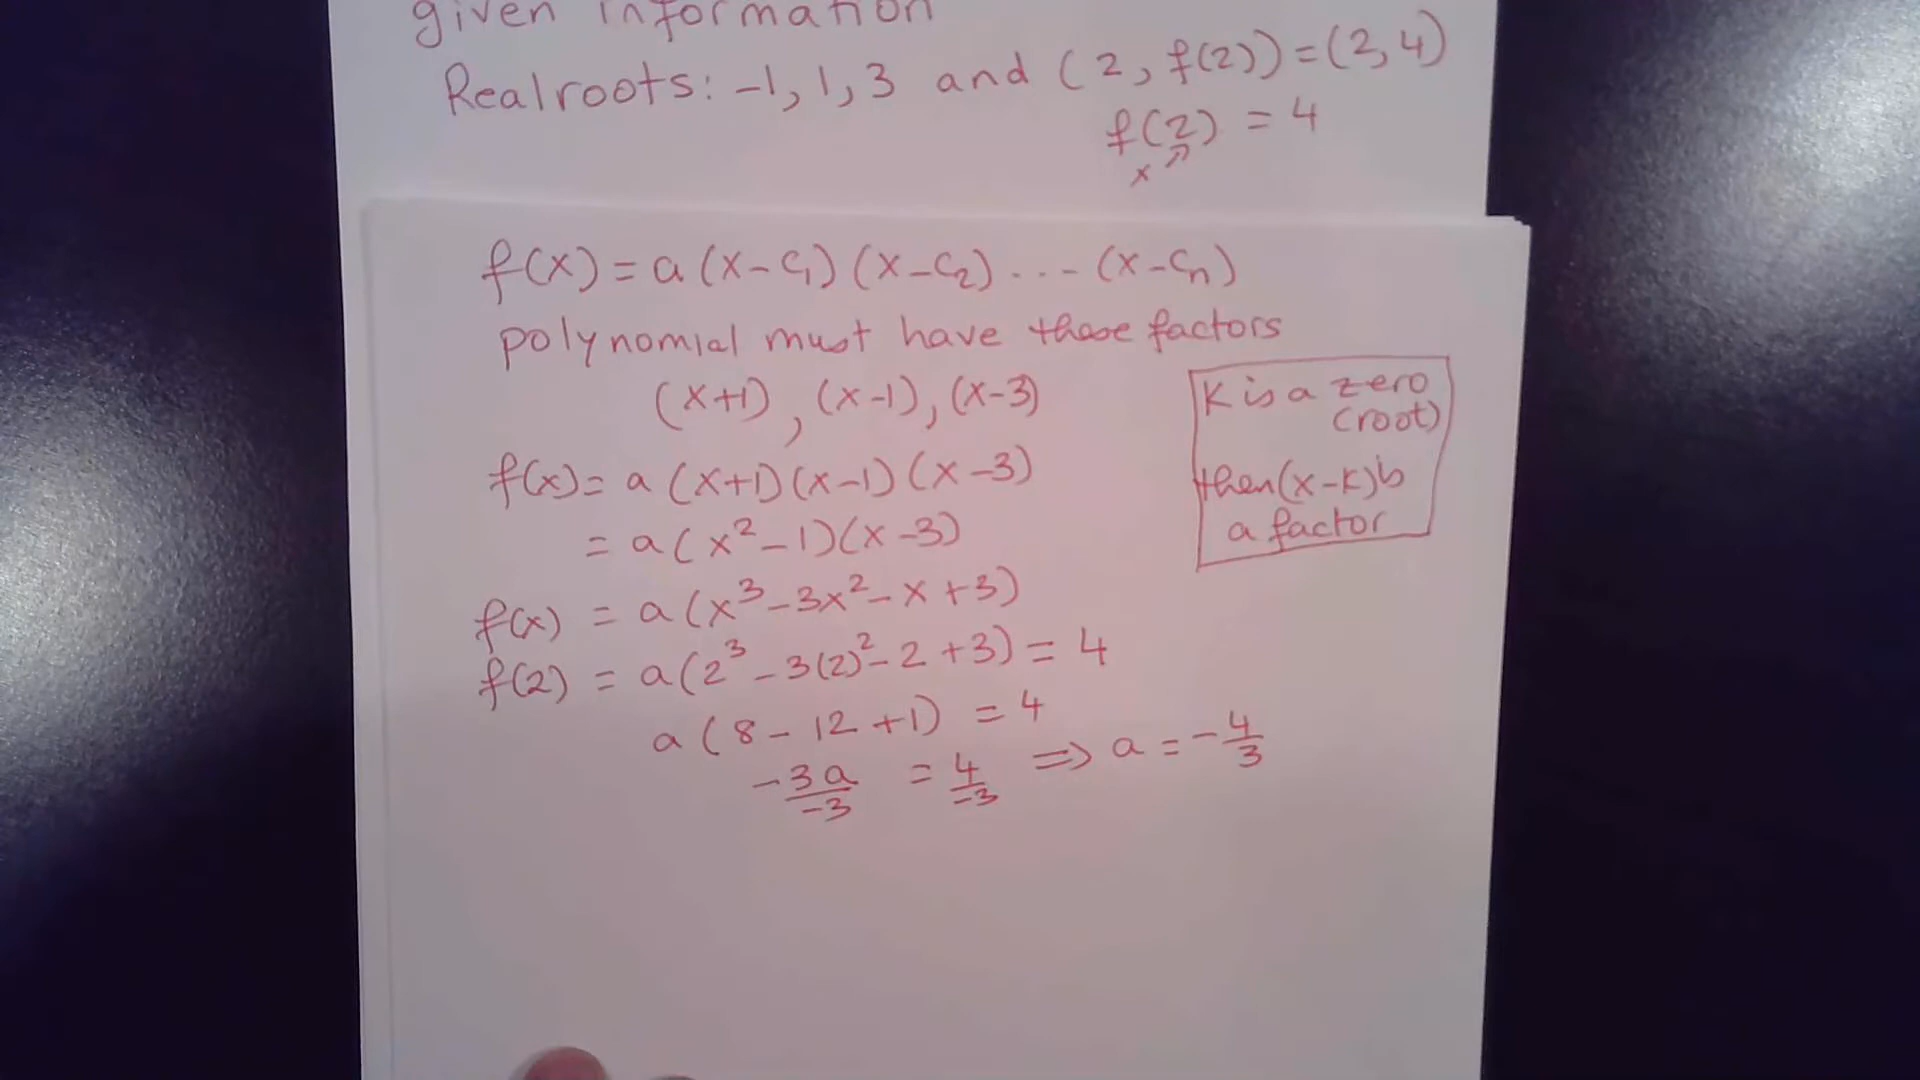 given information
Real roots: -1, 1, 3 and (2, f(2)) = (2, 4)
f(2) = 4
x
f(x) = a(x-c₁)(x-c₂)...-(x-cₙ)
polynomial must have these factors
(x+1), (x-1), (x-3)
K is a zero
(root)
then (x-k) is
a factor
f(x) = a(x+1)(x-1)(x-3)
= a(x²-1)(x-3)
f(x) = a(x³-3x²-x+3)
f(2) = a(2³-3(2)²-2+3) = 4
a(8-12+1) = 4
-3a/-3 = 4/-3 ⇒ a = -4/3